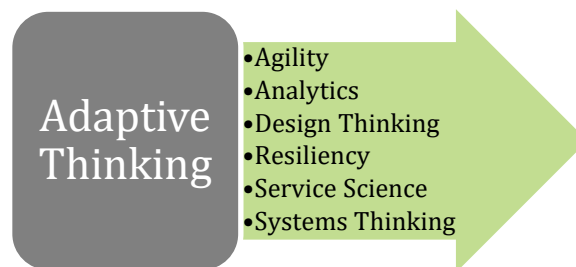 Adaptive
Thinking
•Agility
•Analytics
•Design Thinking
•Resiliency
•Service Science
•Systems Thinking